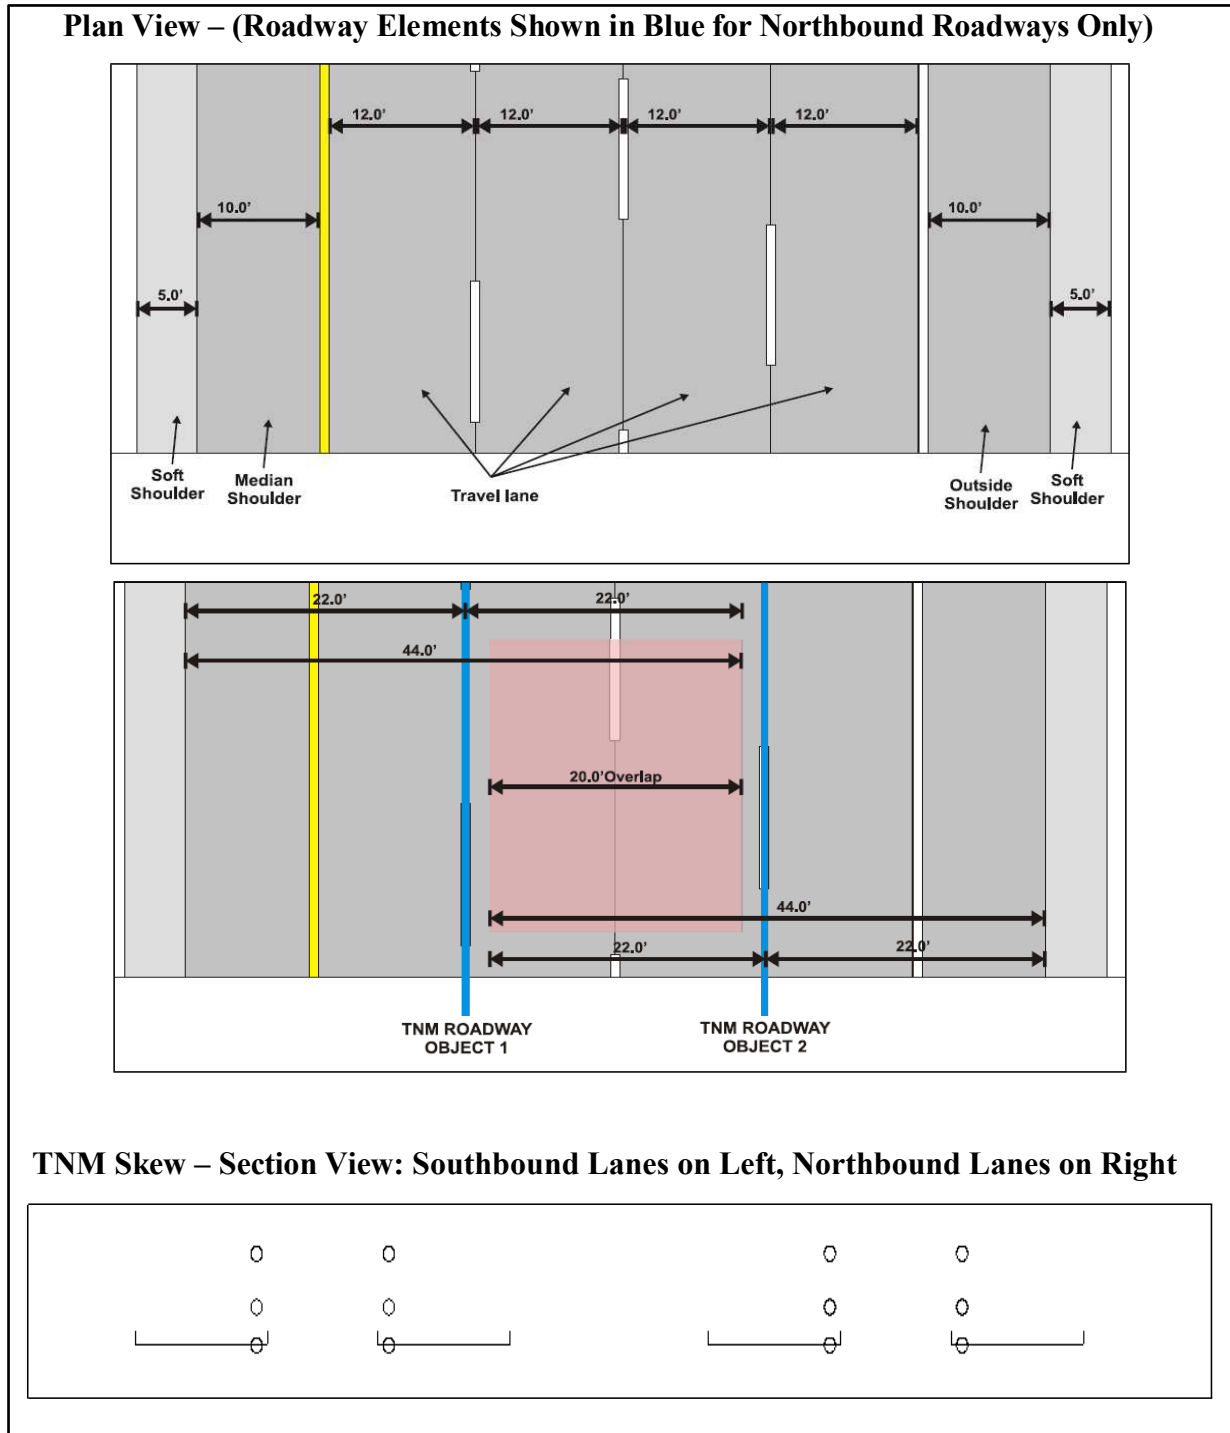 Plan View – (Roadway Elements Shown in Blue for Northbound Roadways Only)
12.0' 12.0' 12.0' 12.0'
10.0' 10.0'
5.0' 5.0'
Soft Shoulder
Median Shoulder
Travel lane
Outside Shoulder
Soft Shoulder
22.0' 22.0'
44.0'
20.0'Overlap
44.0'
22.0' 22.0'
TNM ROADWAY OBJECT 1
TNM ROADWAY OBJECT 2
TNM Skew – Section View: Southbound Lanes on Left, Northbound Lanes on Right